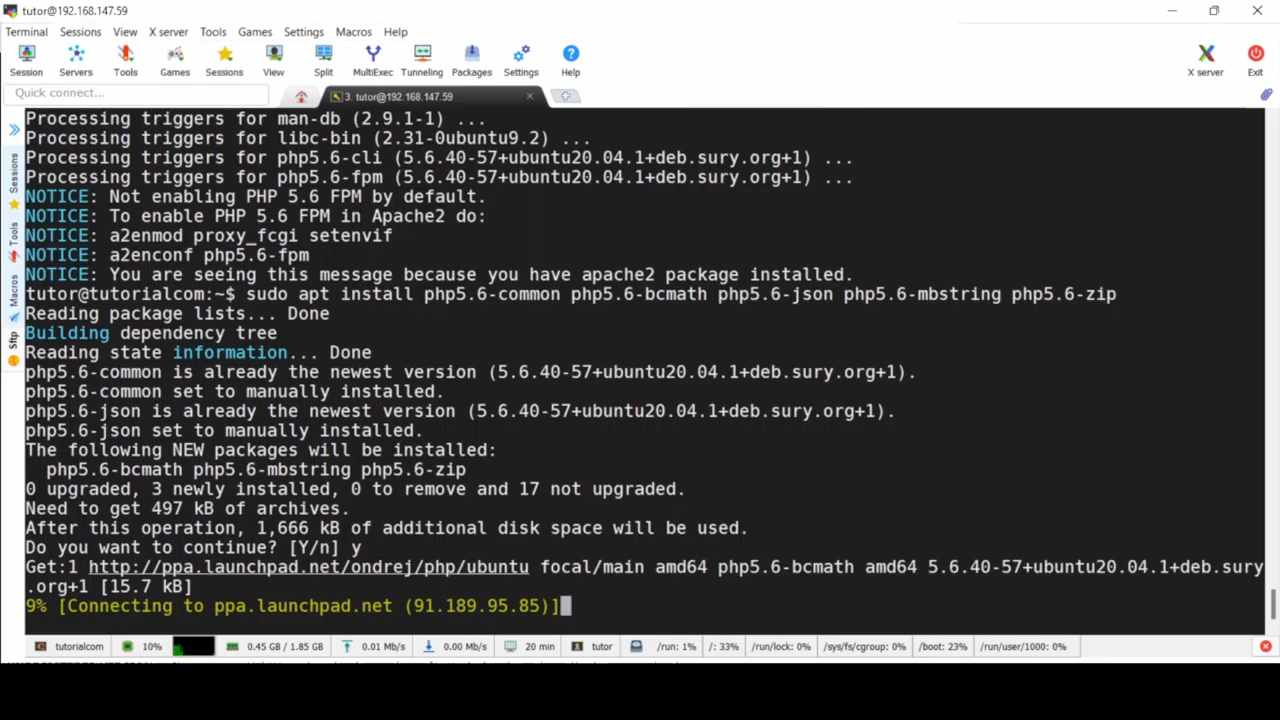 tutor@192.168.147.59
Terminal Sessions View X server Tools Games Settings Macros Help
Session Servers Tools Games Sessions View Split MultiExec Tunneling Packages Settings Help X server Exit
Quick connect...
3. tutor@192.168.147.59
Sessions
Tools
Macros
Sftp
Processing triggers for man-db (2.9.1-1) ...
Processing triggers for libc-bin (2.31-0ubuntu9.2) ...
Processing triggers for php5.6-cli (5.6.40-57+ubuntu20.04.1+deb.sury.org+1) ...
Processing triggers for php5.6-fpm (5.6.40-57+ubuntu20.04.1+deb.sury.org+1) ...
NOTICE: Not enabling PHP 5.6 FPM by default.
NOTICE: To enable PHP 5.6 FPM in Apache2 do:
NOTICE: a2enmod proxy_fcgi setenvif
NOTICE: a2enconf php5.6-fpm
NOTICE: You are seeing this message because you have apache2 package installed.
tutor@tutorialcom:~$ sudo apt install php5.6-common php5.6-bcmath php5.6-json php5.6-mbstring php5.6-zip
Reading package lists... Done
Building dependency tree
Reading state information... Done
php5.6-common is already the newest version (5.6.40-57+ubuntu20.04.1+deb.sury.org+1).
php5.6-common set to manually installed.
php5.6-json is already the newest version (5.6.40-57+ubuntu20.04.1+deb.sury.org+1).
php5.6-json set to manually installed.
The following NEW packages will be installed:
php5.6-bcmath php5.6-mbstring php5.6-zip
0 upgraded, 3 newly installed, 0 to remove and 17 not upgraded.
Need to get 497 kB of archives.
After this operation, 1,666 kB of additional disk space will be used.
Do you want to continue? [Y/n] y
Get:1 http://ppa.launchpad.net/ondrej/php/ubuntu focal/main amd64 php5.6-bcmath amd64 5.6.40-57+ubuntu20.04.1+deb.sury
.org+1 [15.7 kB]
9% [Connecting to ppa.launchpad.net (91.189.95.85)]
tutorialcom 10% 0.45 GB / 1.85 GB 0.01 Mb/s 0.00 Mb/s 20 min tutor /run: 1% /: 33% /run/lock: 0% /sys/fs/cgroup: 0% /boot: 23% /run/user/1000: 0%